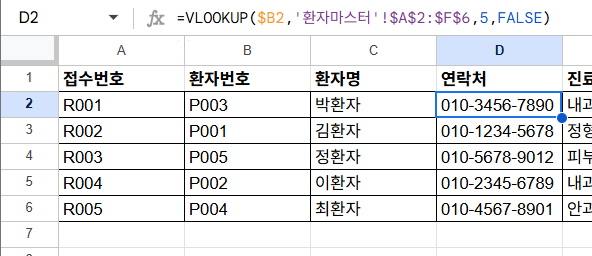 D2 fx =VLOOKUP($B2,'환자마스터'!$A$2:$F$6,5,FALSE)
A B C D
1 접수번호 환자번호 환자명 연락처 진료
2 R001 P003 박환자 010-3456-7890 내과
3 R002 P001 김환자 010-1234-5678 정형
4 R003 P005 정환자 010-5678-9012 피부
5 R004 P002 이환자 010-2345-6789 내과
6 R005 P004 최환자 010-4567-8901 안과
7